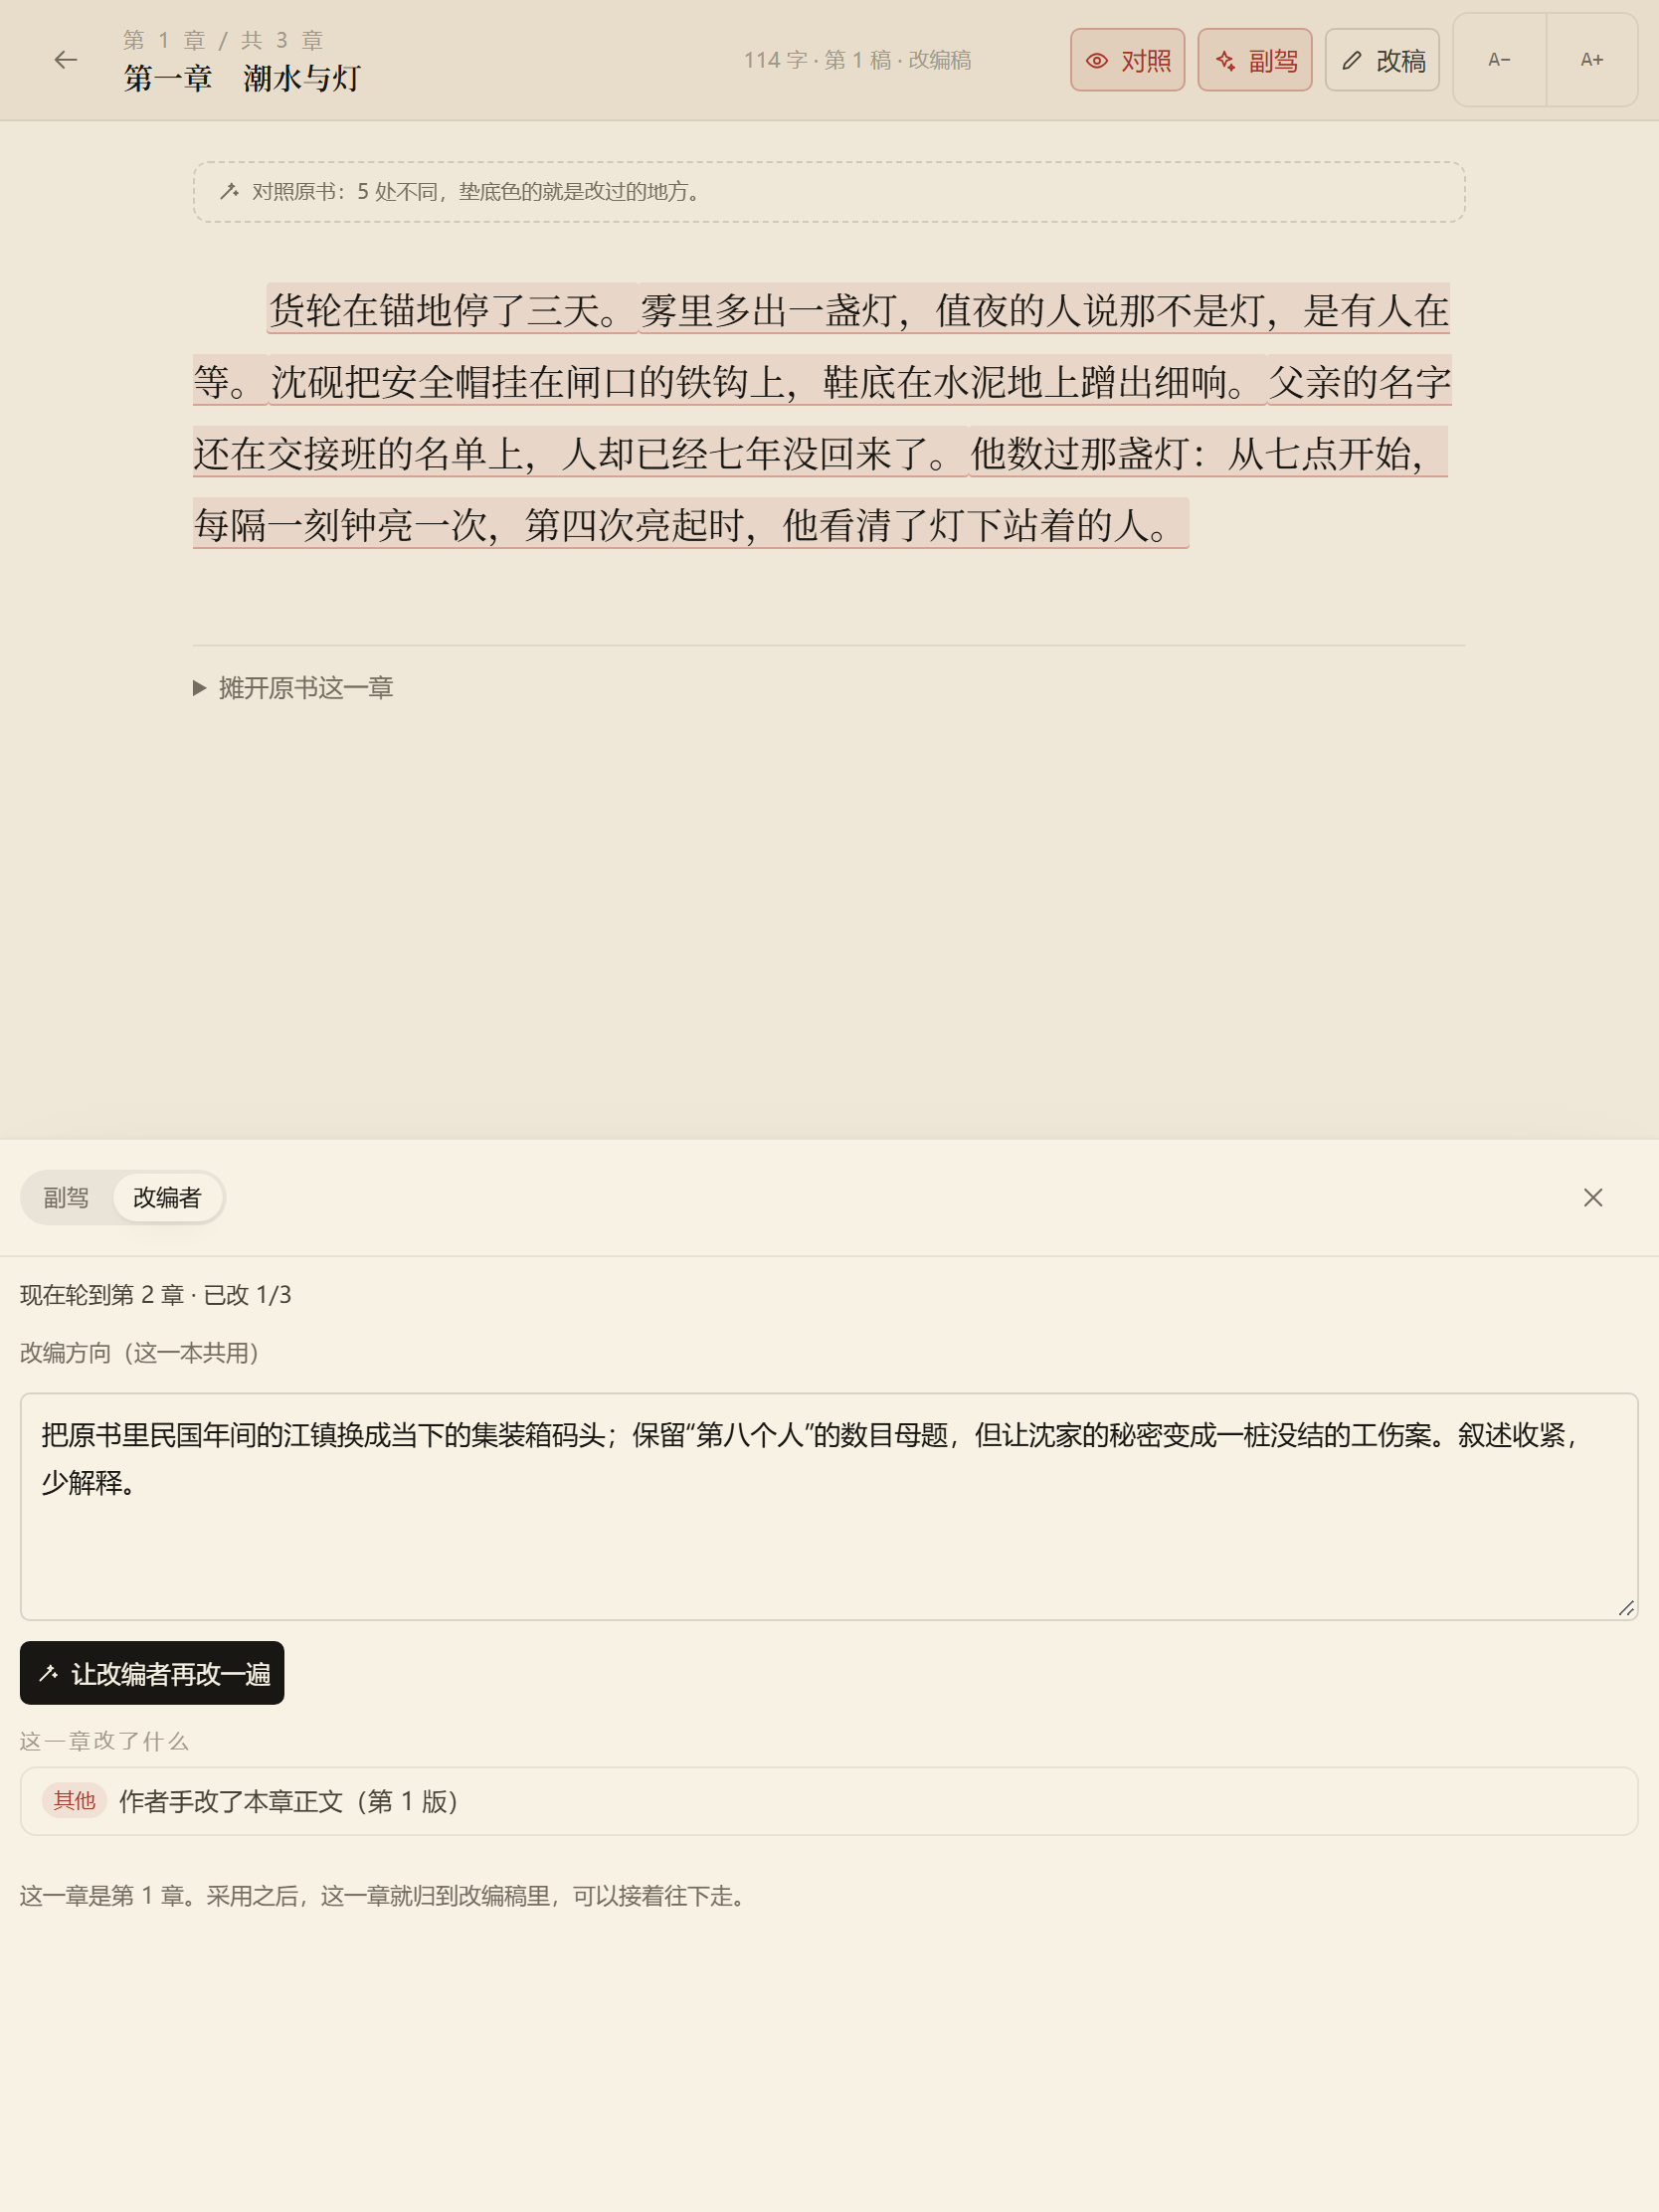 第 1 章 / 共 3 章
第一章　潮水与灯
114 字 · 第 1 稿 · 改编稿
对照
副驾
改稿
A−
A+
对照原书：5 处不同，垫底色的就是改过的地方。
货轮在锚地停了三天。雾里多出一盏灯，值夜的人说那不是灯，是有人在
等。沈砚把安全帽挂在闸口的铁钩上，鞋底在水泥地上蹭出细响。父亲的名字
还在交接班的名单上，人却已经七年没回来了。他数过那盏灯：从七点开始，
每隔一刻钟亮一次，第四次亮起时，他看清了灯下站着的人。
摊开原书这一章
副驾
改编者
现在轮到第 2 章 · 已改 1/3
改编方向（这一本共用）
把原书里民国年间的江镇换成当下的集装箱码头；保留“第八个人”的数目母题，但让沈家的秘密变成一桩没结的工伤案。叙述收紧，
少解释。
让改编者再改一遍
这一章改了什么
其他 作者手改了本章正文（第 1 版）
这一章是第 1 章。采用之后，这一章就归到改编稿里，可以接着往下走。